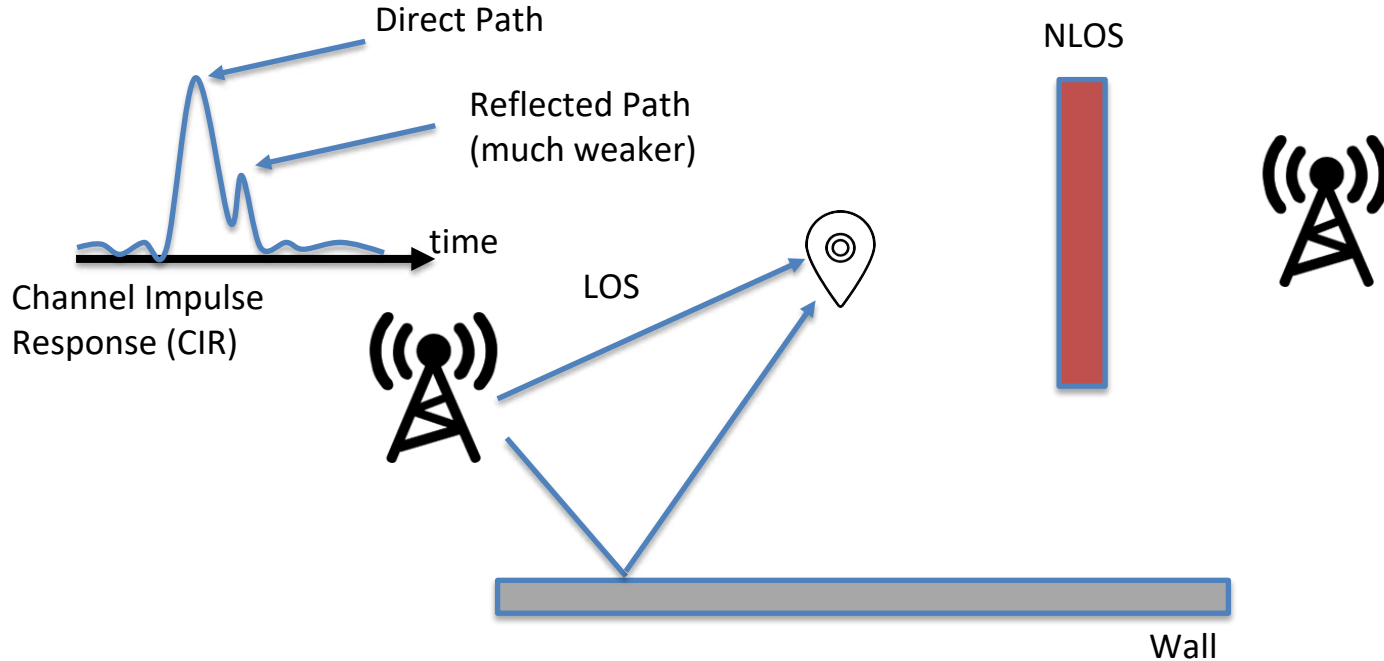 Direct Path
NLOS
Reflected Path
(much weaker)
time
LOS
Channel Impulse
Response (CIR)
Wall